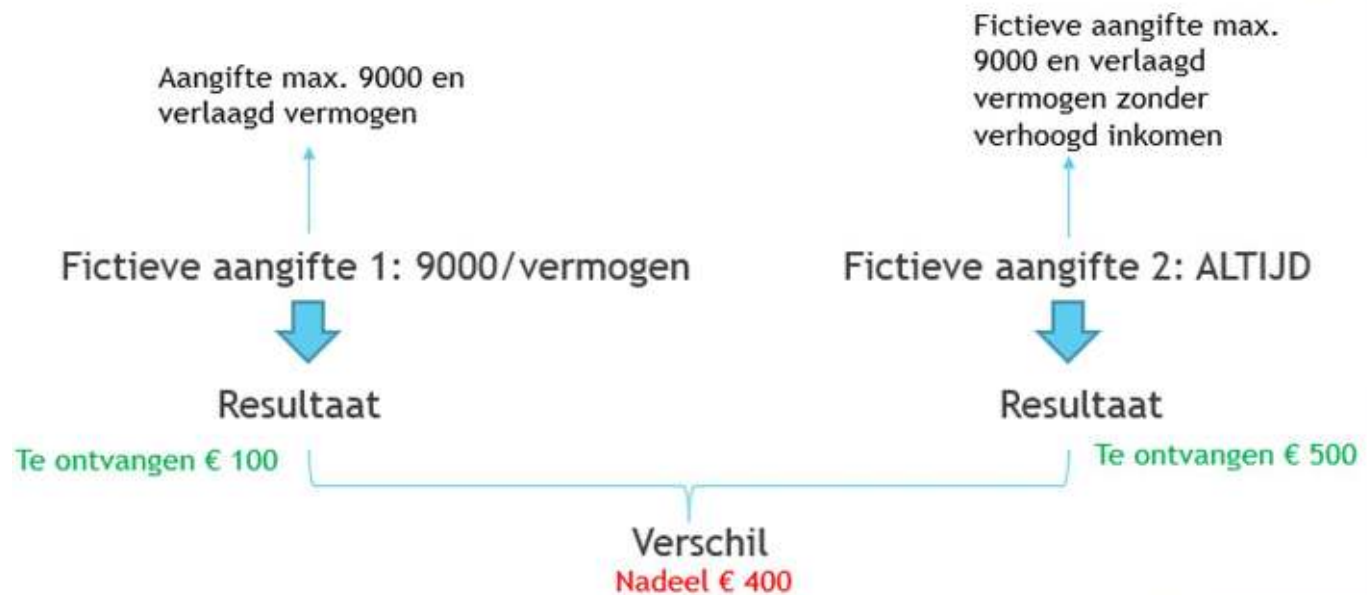 Aangifte max. 9000 en
verlaagd vermogen
Fictieve aangifte max.
9000 en verlaagd
vermogen zonder
verhoogd inkomen
Fictieve aangifte 1: 9000/vermogen
Fictieve aangifte 2: ALTIJD
Resultaat
Resultaat
Te ontvangen € 100
Te ontvangen € 500
Verschil
Nadeel € 400